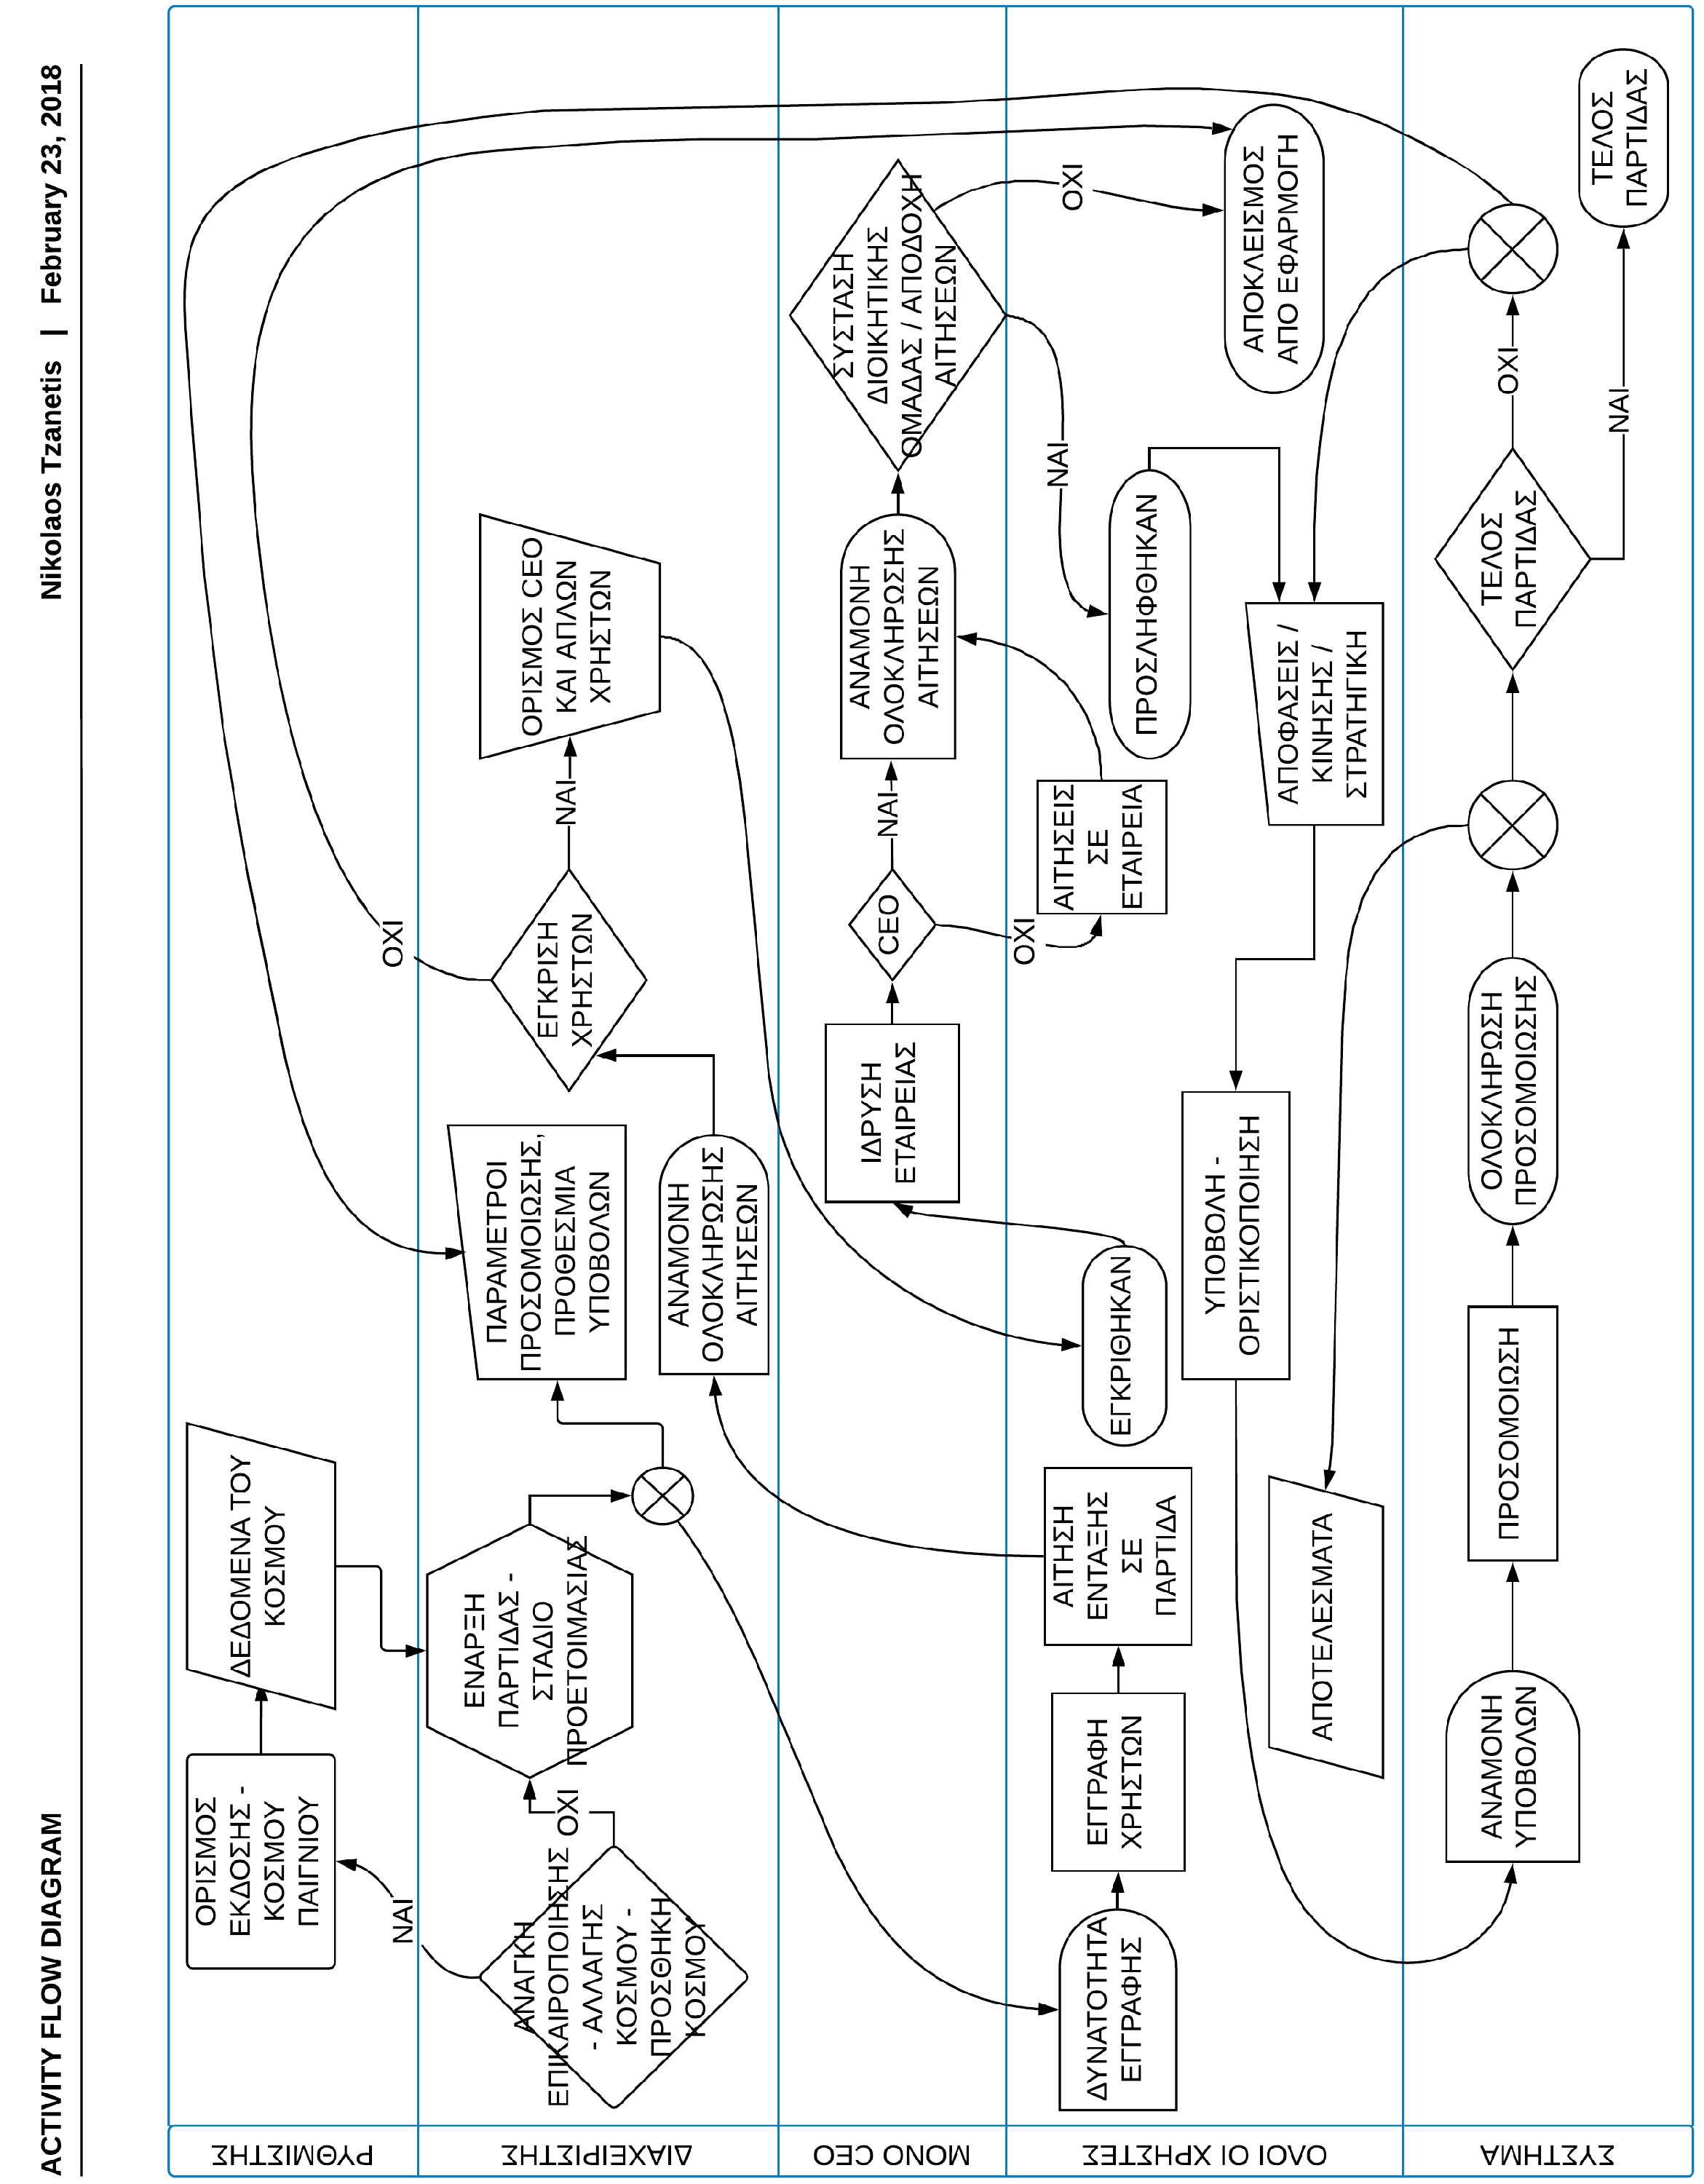 ACTIVITY FLOW DIAGRAM
Nikolaos Tzanetis | February 23, 2018
ΡΥΘΜΙΣΤΗΣ
ΟΡΙΣΜΟΣ
ΕΚΔΟΣΗΣ -
ΚΟΣΜΟΥ
ΠΑΙΓΝΙΟΥ
ΔΕΔΟΜΕΝΑ ΤΟΥ
ΚΟΣΜΟΥ
ΝΑΙ
ΟΧΙ
ΔΙΑΧΕΙΡΙΣΤΗΣ
ΑΝΑΓΚΗ
ΕΠΙΚΑΙΡΟΠΟΙΗΣΗΣ
- ΑΛΛΑΓΗΣ
ΚΟΣΜΟΥ -
ΠΡΟΣΘΗΚΗ
ΚΟΣΜΟΥ
ΟΧΙ
ΕΝΑΡΞΗ
ΠΑΡΤΙΔΑΣ -
ΣΤΑΔΙΟ
ΠΡΟΕΤΟΙΜΑΣΙΑΣ
ΠΑΡΑΜΕΤΡΟΙ
ΠΡΟΣΟΜΟΙΩΣΗΣ,
ΠΡΟΘΕΣΜΙΑ
ΥΠΟΒΟΛΩΝ
ΑΝΑΜΟΝΗ
ΟΛΟΚΛΗΡΩΣΗΣ
ΑΙΤΗΣΕΩΝ
ΕΓΚΡΙΣΗ
ΧΡΗΣΤΩΝ
ΝΑΙ
ΟΡΙΣΜΟΣ CEO
ΚΑΙ ΑΠΛΩΝ
ΧΡΗΣΤΩΝ
ΜΟΝΟ CEO
ΙΔΡΥΣΗ
ΕΤΑΙΡΕΙΑΣ
CEO
ΝΑΙ
ΑΝΑΜΟΝΗ
ΟΛΟΚΛΗΡΩΣΗΣ
ΑΙΤΗΣΕΩΝ
ΣΥΣΤΑΣΗ
ΔΙΟΙΚΗΤΙΚΗΣ
ΟΜΑΔΑΣ / ΑΠΟΔΟΧΗ
ΑΙΤΗΣΕΩΝ
ΟΛΟΙ ΟΙ ΧΡΗΣΤΕΣ
ΔΥΝΑΤΟΤΗΤΑ
ΕΓΓΡΑΦΗΣ
ΕΓΓΡΑΦΗ
ΧΡΗΣΤΩΝ
ΑΙΤΗΣΗ
ΕΝΤΑΞΗΣ
ΣΕ
ΠΑΡΤΙΔΑ
ΕΓΚΡΙΘΗΚΑΝ
ΟΧΙ
ΑΙΤΗΣΕΙΣ
ΣΕ
ΕΤΑΙΡΕΙΑ
ΝΑΙ
ΠΡΟΣΛΗΦΘΗΚΑΝ
ΟΧΙ
ΑΠΟΚΛΕΙΣΜΟΣ
ΑΠΟ ΕΦΑΡΜΟΓΗ
ΑΠΟΦΑΣΕΙΣ /
ΚΙΝΗΣΗΣ /
ΣΤΡΑΤΗΓΙΚΗ
ΥΠΟΒΟΛΗ -
ΟΡΙΣΤΙΚΟΠΟΙΗΣΗ
ΑΠΟΤΕΛΕΣΜΑΤΑ
ΣΥΣΤΗΜΑ
ΑΝΑΜΟΝΗ
ΥΠΟΒΟΛΩΝ
ΠΡΟΣΟΜΟΙΩΣΗ
ΟΛΟΚΛΗΡΩΣΗ
ΠΡΟΣΟΜΟΙΩΣΗΣ
ΤΕΛΟΣ
ΠΑΡΤΙΔΑΣ
ΟΧΙ
ΝΑΙ
ΤΕΛΟΣ
ΠΑΡΤΙΔΑΣ